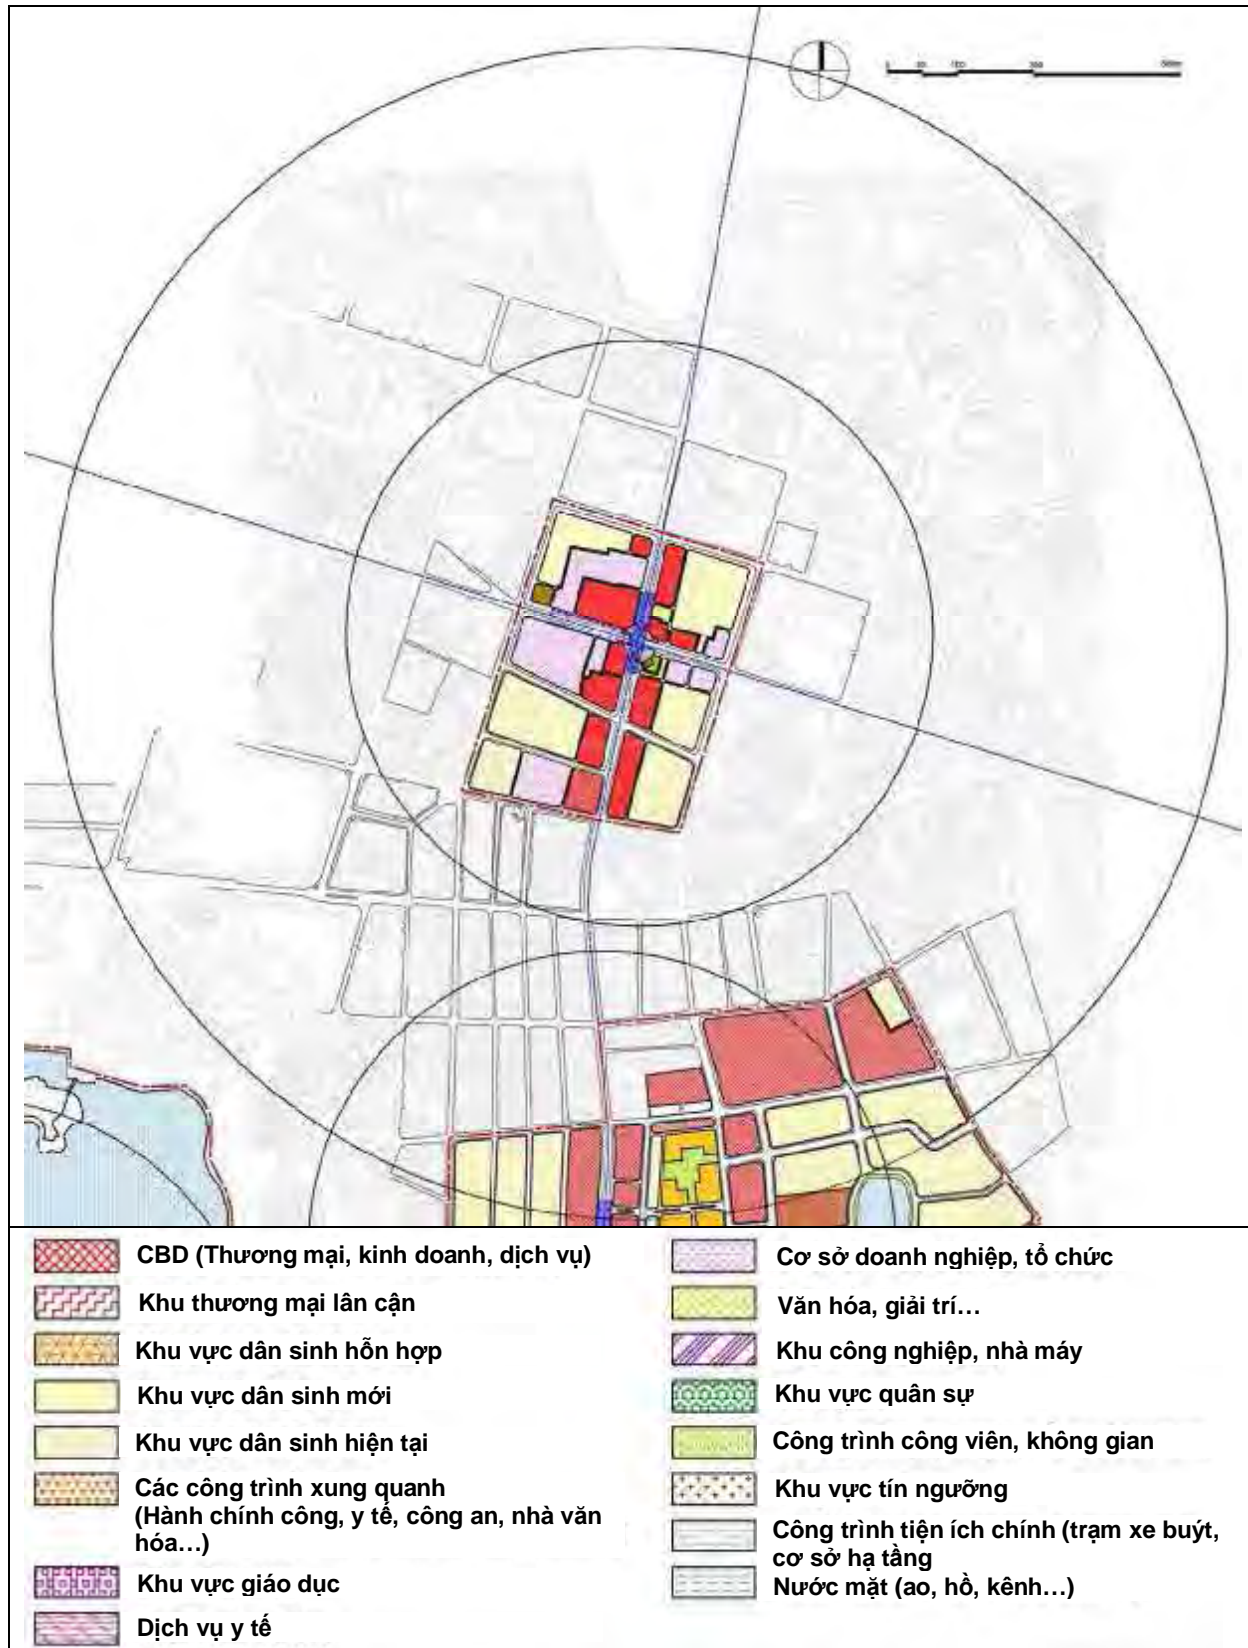 CBD (Thương mại, kinh doanh, dịch vụ)
Khu thương mại lân cận
Khu vực dân sinh hỗn hợp
Khu vực dân sinh mới
Khu vực dân sinh hiện tại
Các công trình xung quanh
(Hành chính công, y tế, công an, nhà văn
hóa…)
Khu vực giáo dục
Dịch vụ y tế
Cơ sở doanh nghiệp, tổ chức
Văn hóa, giải trí…
Khu công nghiệp, nhà máy
Khu vực quân sự
Công trình công viên, không gian
Khu vực tín ngưỡng
Công trình tiện ích chính (trạm xe buýt,
cơ sở hạ tầng
Nước mặt (ao, hồ, kênh…)